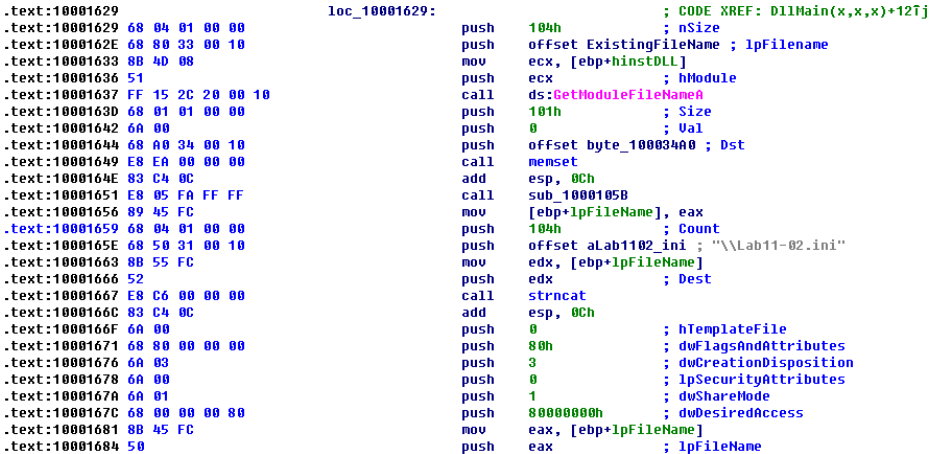 .text:10001629 loc_10001629: ; CODE XREF: DllMain(x,x,x)+12↑j
.text:10001629 68 04 01 00 00 push 104h ; nSize
.text:1000162E 68 80 33 00 10 push offset ExistingFileName ; lpFilename
.text:10001633 8B 4D 08 mov ecx, [ebp+hinstDLL]
.text:10001636 51 push ecx ; hModule
.text:10001637 FF 15 2C 20 00 10 call ds:GetModuleFileNameA
.text:1000163D 68 01 01 00 00 push 101h ; Size
.text:10001642 6A 00 push 0 ; Val
.text:10001644 68 A0 34 00 10 push offset byte_100034A0 ; Dst
.text:10001649 E8 EA 00 00 00 call memset
.text:1000164E 83 C4 0C add esp, 0Ch
.text:10001651 E8 05 FA FF FF call sub_1000105B
.text:10001656 89 45 FC mov [ebp+lpFileName], eax
.text:10001659 68 04 01 00 00 push 104h ; Count
.text:1000165E 68 50 31 00 10 push offset aLab1102_ini ; "\\Lab11-02.ini"
.text:10001663 8B 55 FC mov edx, [ebp+lpFileName]
.text:10001666 52 push edx ; Dest
.text:10001667 E8 C6 00 00 00 call strncat
.text:1000166C 83 C4 0C add esp, 0Ch
.text:1000166F 6A 00 push 0 ; hTemplateFile
.text:10001671 68 80 00 00 00 push 80h ; dwFlagsAndAttributes
.text:10001676 6A 03 push 3 ; dwCreationDisposition
.text:10001678 6A 00 push 0 ; lpSecurityAttributes
.text:1000167A 6A 01 push 1 ; dwShareMode
.text:1000167C 68 00 00 00 80 push 80000000h ; dwDesiredAccess
.text:10001681 8B 45 FC mov eax, [ebp+lpFileName]
.text:10001684 50 push eax ; lpFileName